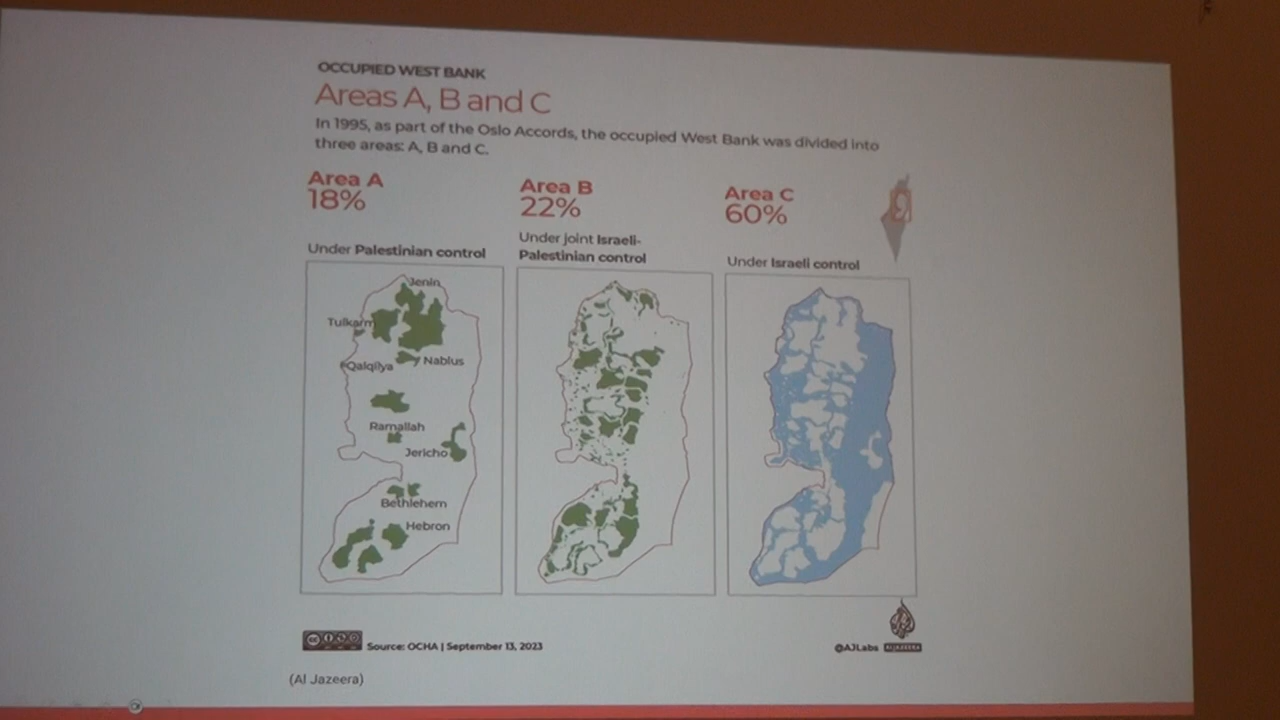 OCCUPIED WEST BANK
Areas A, B and C
In 1995, as part of the Oslo Accords, the occupied West Bank was divided into
three areas: A, B and C.
Area A
18%
Under Palestinian control
Area B
22%
Under joint Israeli-
Palestinian control
Area C
60%
Under Israeli control
Jenin
Tulkarm
Qalqilya
Nablus
Ramallah
Jericho
Bethlehem
Hebron
cc
Source: OCHA | September 13, 2023
@AJLabs
ALJAZEERA
(Al Jazeera)